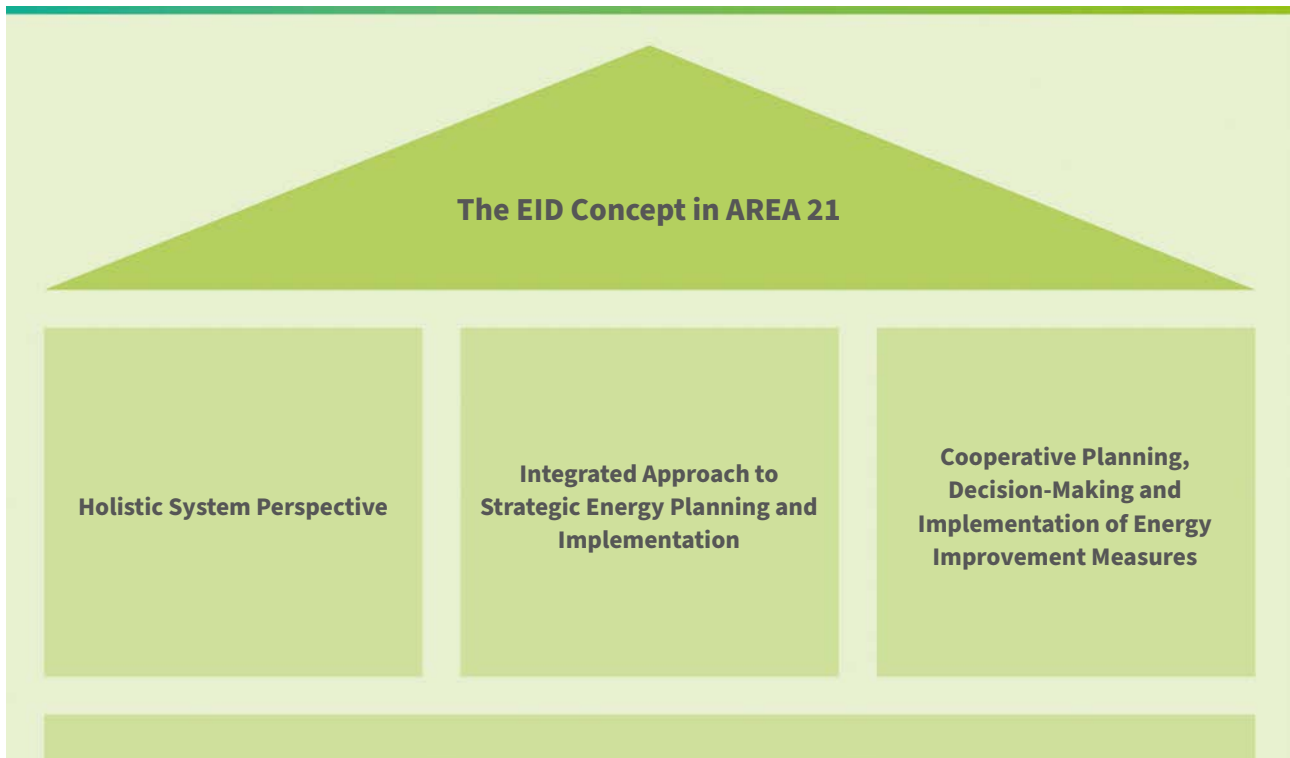 The EID Concept in AREA 21
Holistic System Perspective
Integrated Approach to
Strategic Energy Planning and
Implementation
Cooperative Planning,
Decision-Making and
Implementation of Energy
Improvement Measures